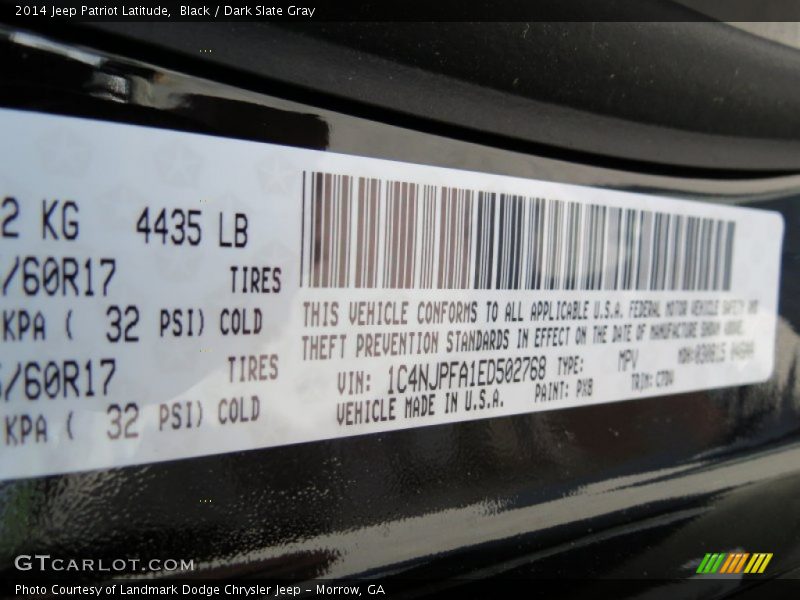 2014 Jeep Patriot Latitude, Black / Dark Slate Gray
2 KG 4435 LB
/60R17 TIRES
KPA ( 32 PSI) COLD
/60R17 TIRES
KPA ( 32 PSI) COLD
THIS VEHICLE CONFORMS TO ALL APPLICABLE U.S.A. FEDERAL MOTOR VEHICLE SAFETY AND
THEFT PREVENTION STANDARDS IN EFFECT ON THE DATE OF MANUFACTURE SHOWN ABOVE.
VIN: 1C4NJPFA1ED502768 TYPE: MPV MDH:
VEHICLE MADE IN U.S.A. PAINT: PX8 TRIM:
GTCARLOT.COM
Photo Courtesy of Landmark Dodge Chrysler Jeep – Morrow, GA